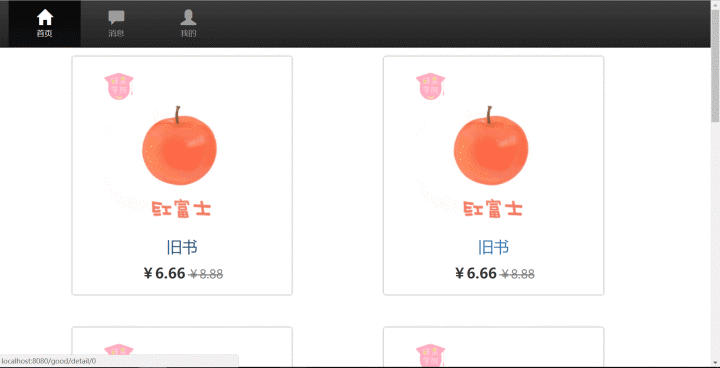 首页 消息 我的
红富士 红富士
旧书 旧书
￥6.66 ￥8.88 ￥6.66 ￥8.88
localhost:8080/good/detail/0